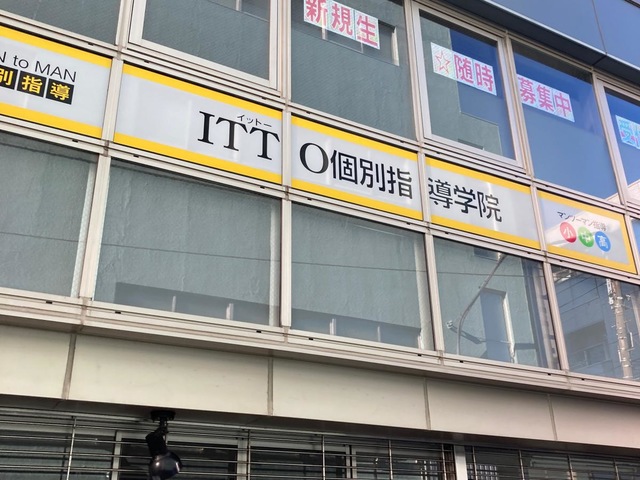 新規生
☆随時
募集中
N to MAN
別指導
イットー
ITTO個別指導学院
マンツーマン指導
小中高